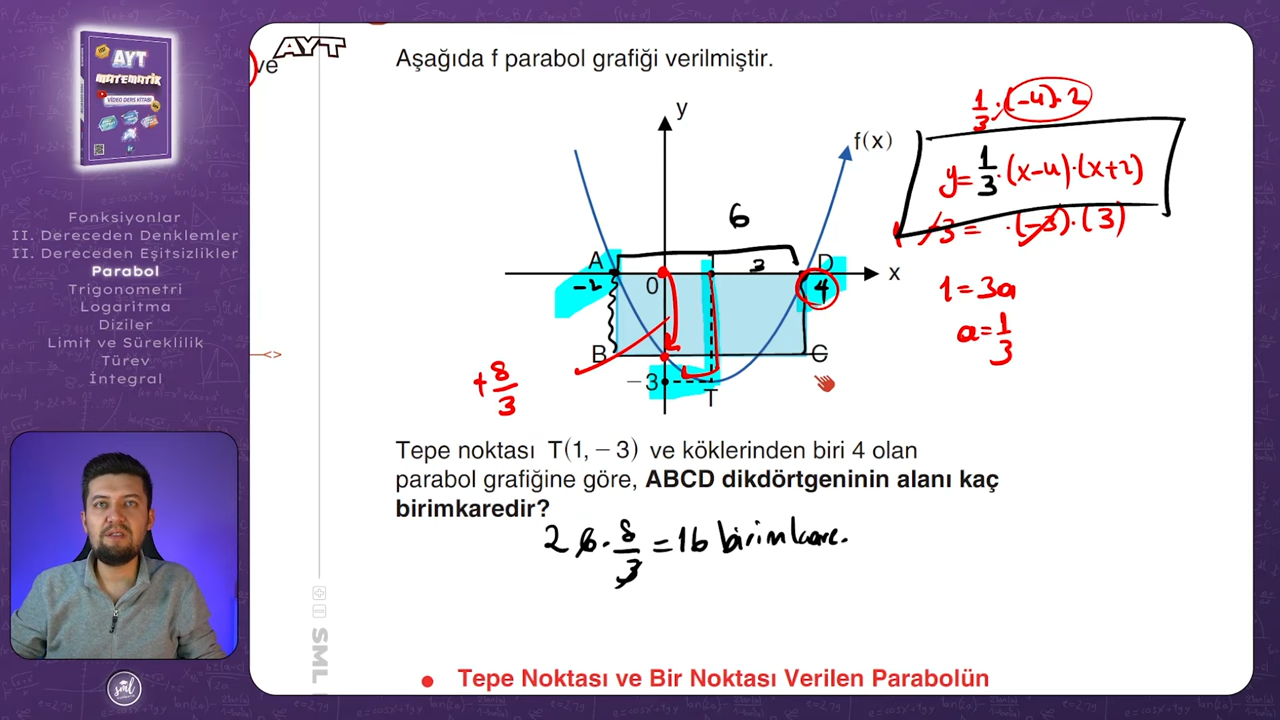 AYT
MATEMATİK
VİDEO DERS KİTABI
Fonksiyonlar
II. Dereceden Denklemler
II. Dereceden Eşitsizlikler
Parabol
Trigonometri
Logaritma
Diziler
Limit ve Süreklilik
Türev
İntegral
sml
ve
AYT
<>
SML
Aşağıda f parabol grafiği verilmiştir.
y
f(x)
6
A
3
D
x
-2
0
4
B
C
-3
T
+8/3
1/3 · (-4) · 2
y = 1/3 · (x-4) · (x+2)
-3 = · (-3) · (3)
1 = 3a
a = 1/3
Tepe noktası T(1, -3) ve köklerinden biri 4 olan
parabol grafiğine göre, ABCD dikdörtgeninin alanı kaç
birimkaredir?
2 6 · 8/3 = 16 birimkare.
• Tepe Noktası ve Bir Noktası Verilen Parabolün